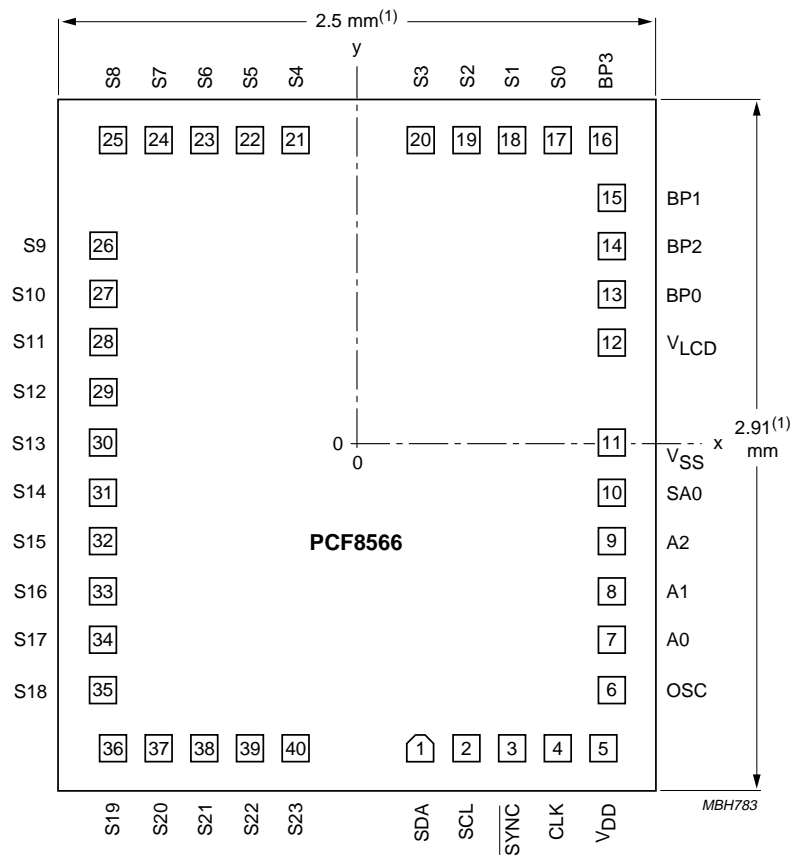 2.5 mm(1)
y
S8 S7 S6 S5 S4 S3 S2 S1 S0 BP3
25 24 23 22 21 20 19 18 17 16
15 BP1
S9 26 14 BP2
S10 27 13 BP0
S11 28 12 VLCD
S12 29
S13 30 0 11 x 2.91(1)
0 VSS mm
S14 31 10 SA0
S15 32 PCF8566 9 A2
S16 33 8 A1
S17 34 7 A0
S18 35 6 OSC
36 37 38 39 40 1 2 3 4 5
S19 S20 S21 S22 S23 SDA SCL SYNC CLK VDD
MBH783